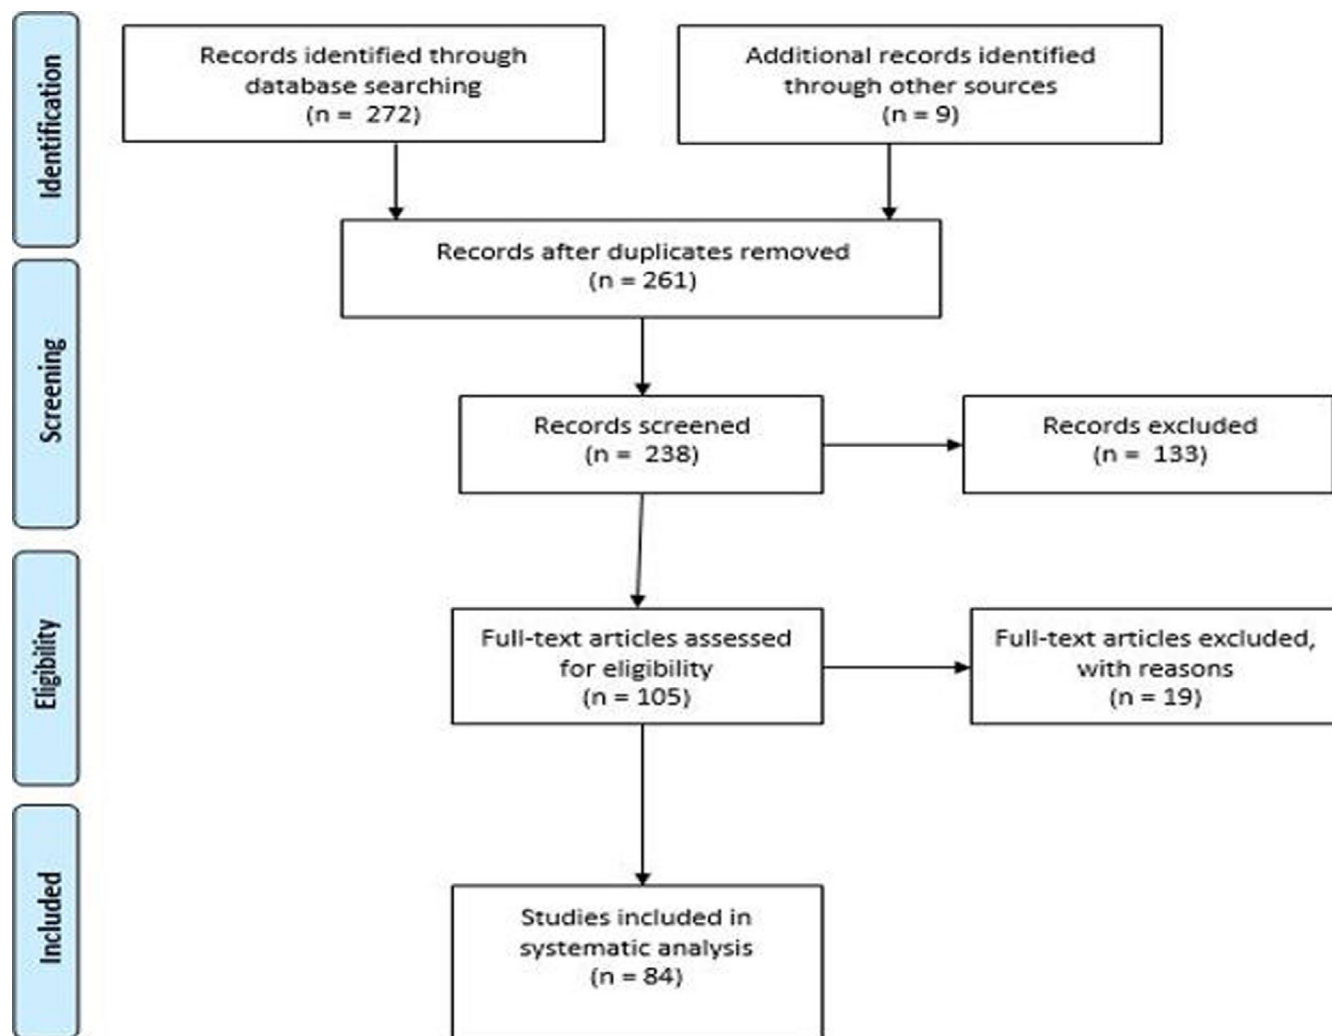 Identification
Records identified through
database searching
(n = 272)
Additional records identified
through other sources
(n = 9)
Records after duplicates removed
(n = 261)
Screening
Records screened
(n = 238)
Records excluded
(n = 133)
Eligibility
Full-text articles assessed
for eligibility
(n = 105)
Full-text articles excluded,
with reasons
(n = 19)
Included
Studies included in
systematic analysis
(n = 84)